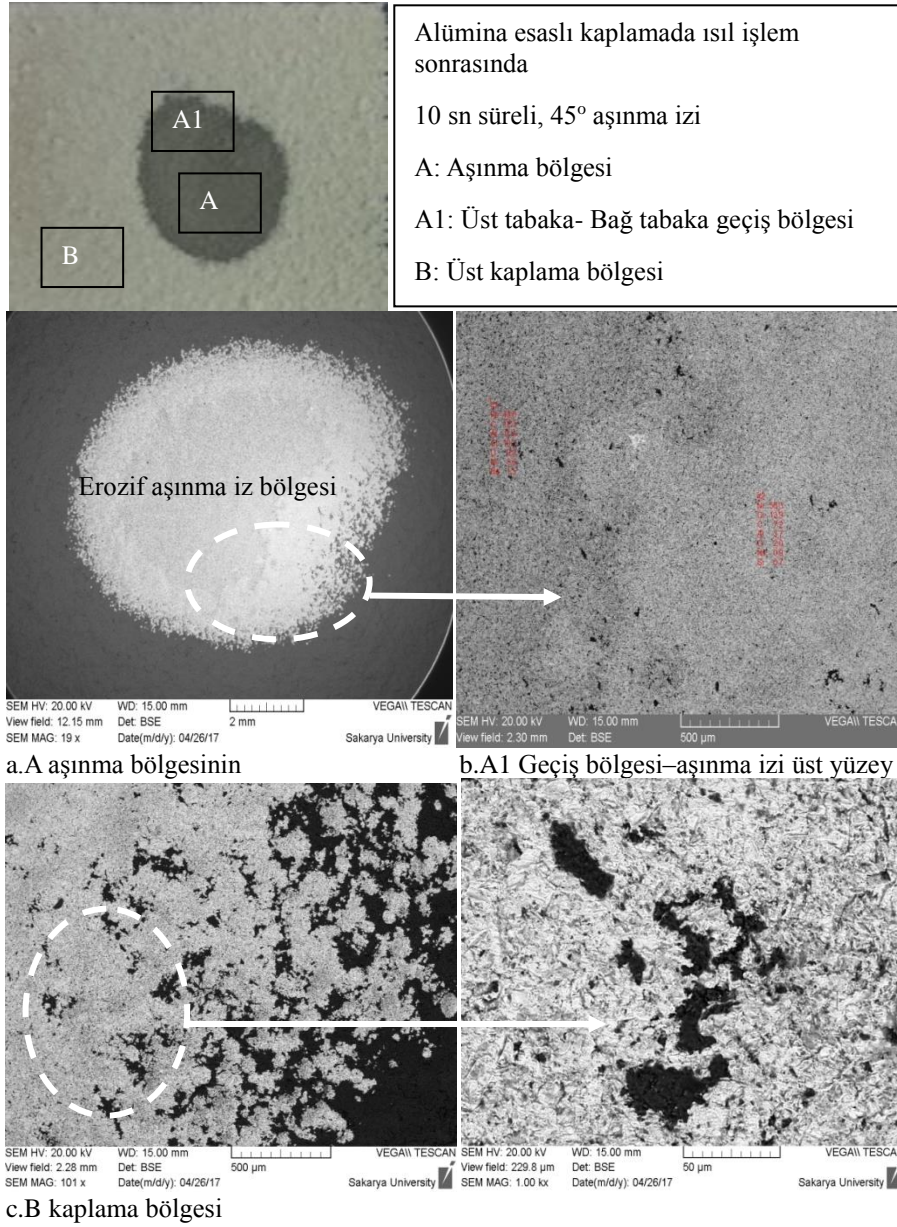 A1
A
B
Alümina esaslı kaplamada ısıl işlem
sonrasında
10 sn süreli, 45° aşınma izi
A: Aşınma bölgesi
A1: Üst tabaka- Bağ tabaka geçiş bölgesi
B: Üst kaplama bölgesi
Erozif aşınma iz bölgesi
SEM HV: 20.00 kV WD: 15.00 mm VEGA\\ TESCAN
View field: 12.15 mm Det: BSE 2 mm
SEM MAG: 19 x Date(m/d/y): 04/26/17 Sakarya University
SEM HV: 20.00 kV WD: 15.00 mm VEGA\\ TESCAN
View field: 2.30 mm Det: BSE 500 µm
a.A aşınma bölgesinin
b.A1 Geçiş bölgesi–aşınma izi üst yüzey
SEM HV: 20.00 kV WD: 15.00 mm VEGA\\ TESCAN
View field: 2.28 mm Det: BSE 500 µm
SEM MAG: 101 x Date(m/d/y): 04/26/17 Sakarya University
SEM HV: 20.00 kV WD: 15.00 mm VEGA\\ TESCAN
View field: 229.8 µm Det: BSE 50 µm
SEM MAG: 1.00 kx Date(m/d/y): 04/26/17 Sakarya University
c.B kaplama bölgesi